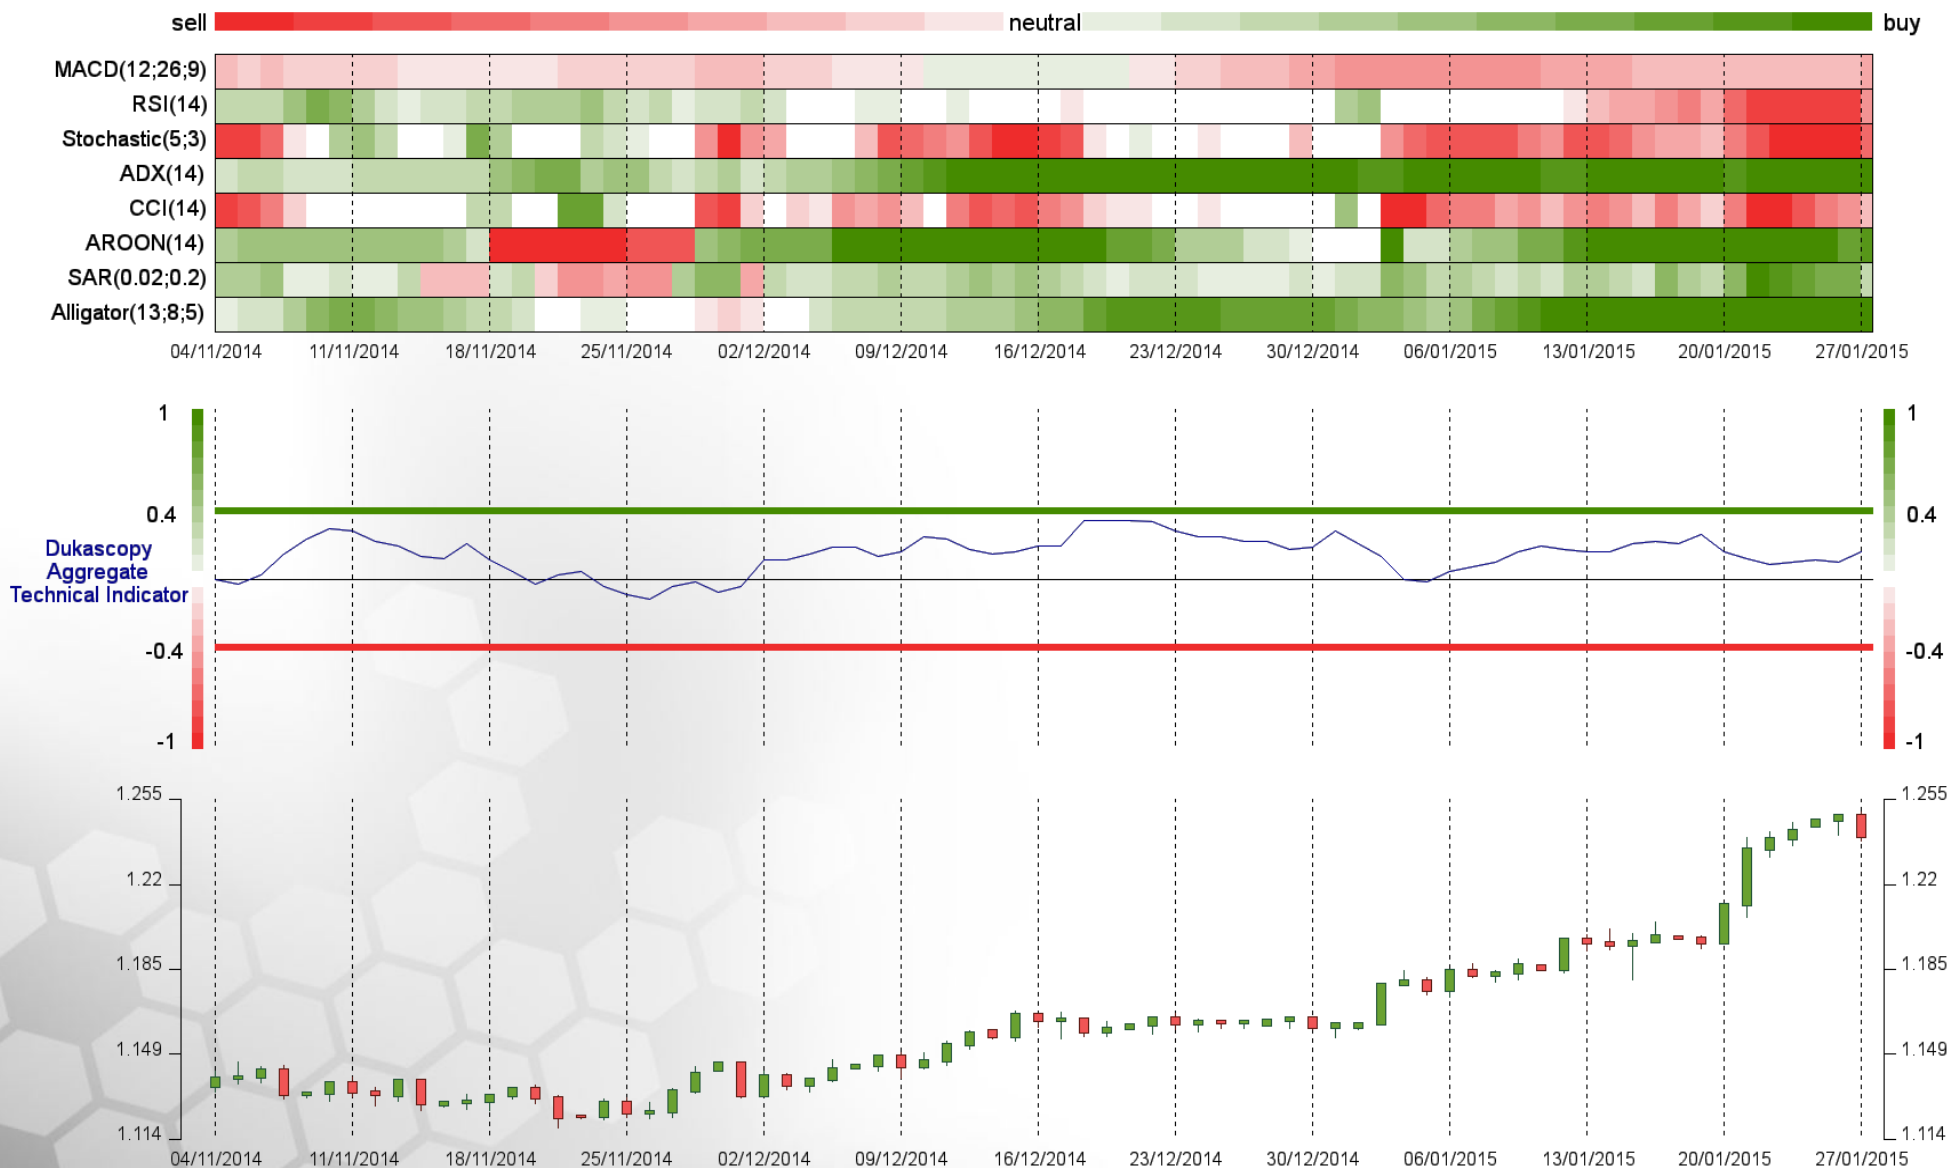 sell neutral buy
MACD(12;26;9)
RSI(14)
Stochastic(5;3)
ADX(14)
CCI(14)
AROON(14)
SAR(0.02;0.2)
Alligator(13;8;5)
04/11/2014 11/11/2014 18/11/2014 25/11/2014 02/12/2014 09/12/2014 16/12/2014 23/12/2014 30/12/2014 06/01/2015 13/01/2015 20/01/2015 27/01/2015
1 1
0.4 0.4
Dukascopy
Aggregate
Technical Indicator
-0.4 -0.4
-1 -1
1.255 1.255
1.22 1.22
1.185 1.185
1.149 1.149
1.114 1.114
04/11/2014 11/11/2014 18/11/2014 25/11/2014 02/12/2014 09/12/2014 16/12/2014 23/12/2014 30/12/2014 06/01/2015 13/01/2015 20/01/2015 27/01/2015